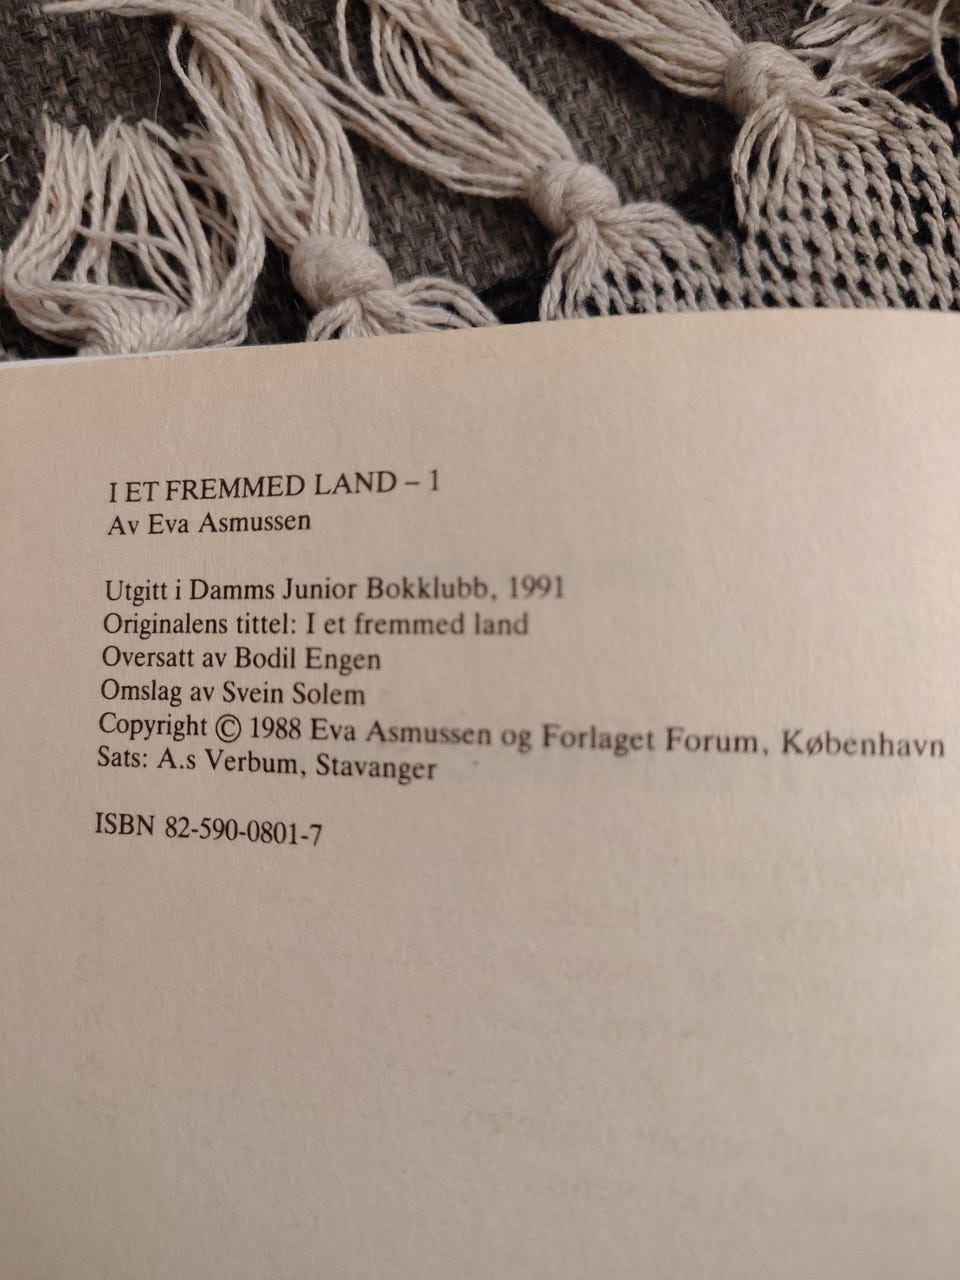 I ET FREMMED LAND – 1
Av Eva Asmussen
Utgitt i Damms Junior Bokklubb, 1991
Originalens tittel: I et fremmed land
Oversatt av Bodil Engen
Omslag av Svein Solem
Copyright © 1988 Eva Asmussen og Forlaget Forum, København
Sats: A.s Verbum, Stavanger
ISBN 82-590-0801-7